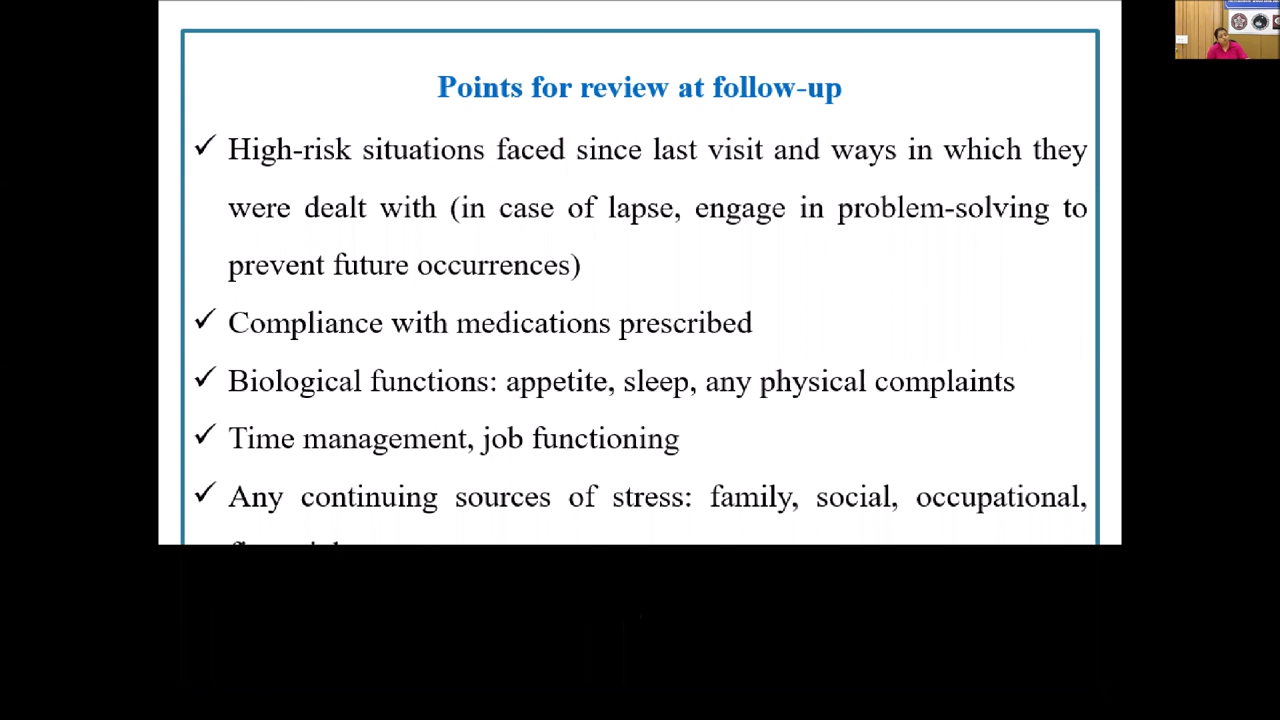 Points for review at follow-up
✓ High-risk situations faced since last visit and ways in which they
were dealt with (in case of lapse, engage in problem-solving to
prevent future occurrences)
✓ Compliance with medications prescribed
✓ Biological functions: appetite, sleep, any physical complaints
✓ Time management, job functioning
✓ Any continuing sources of stress: family, social, occupational,